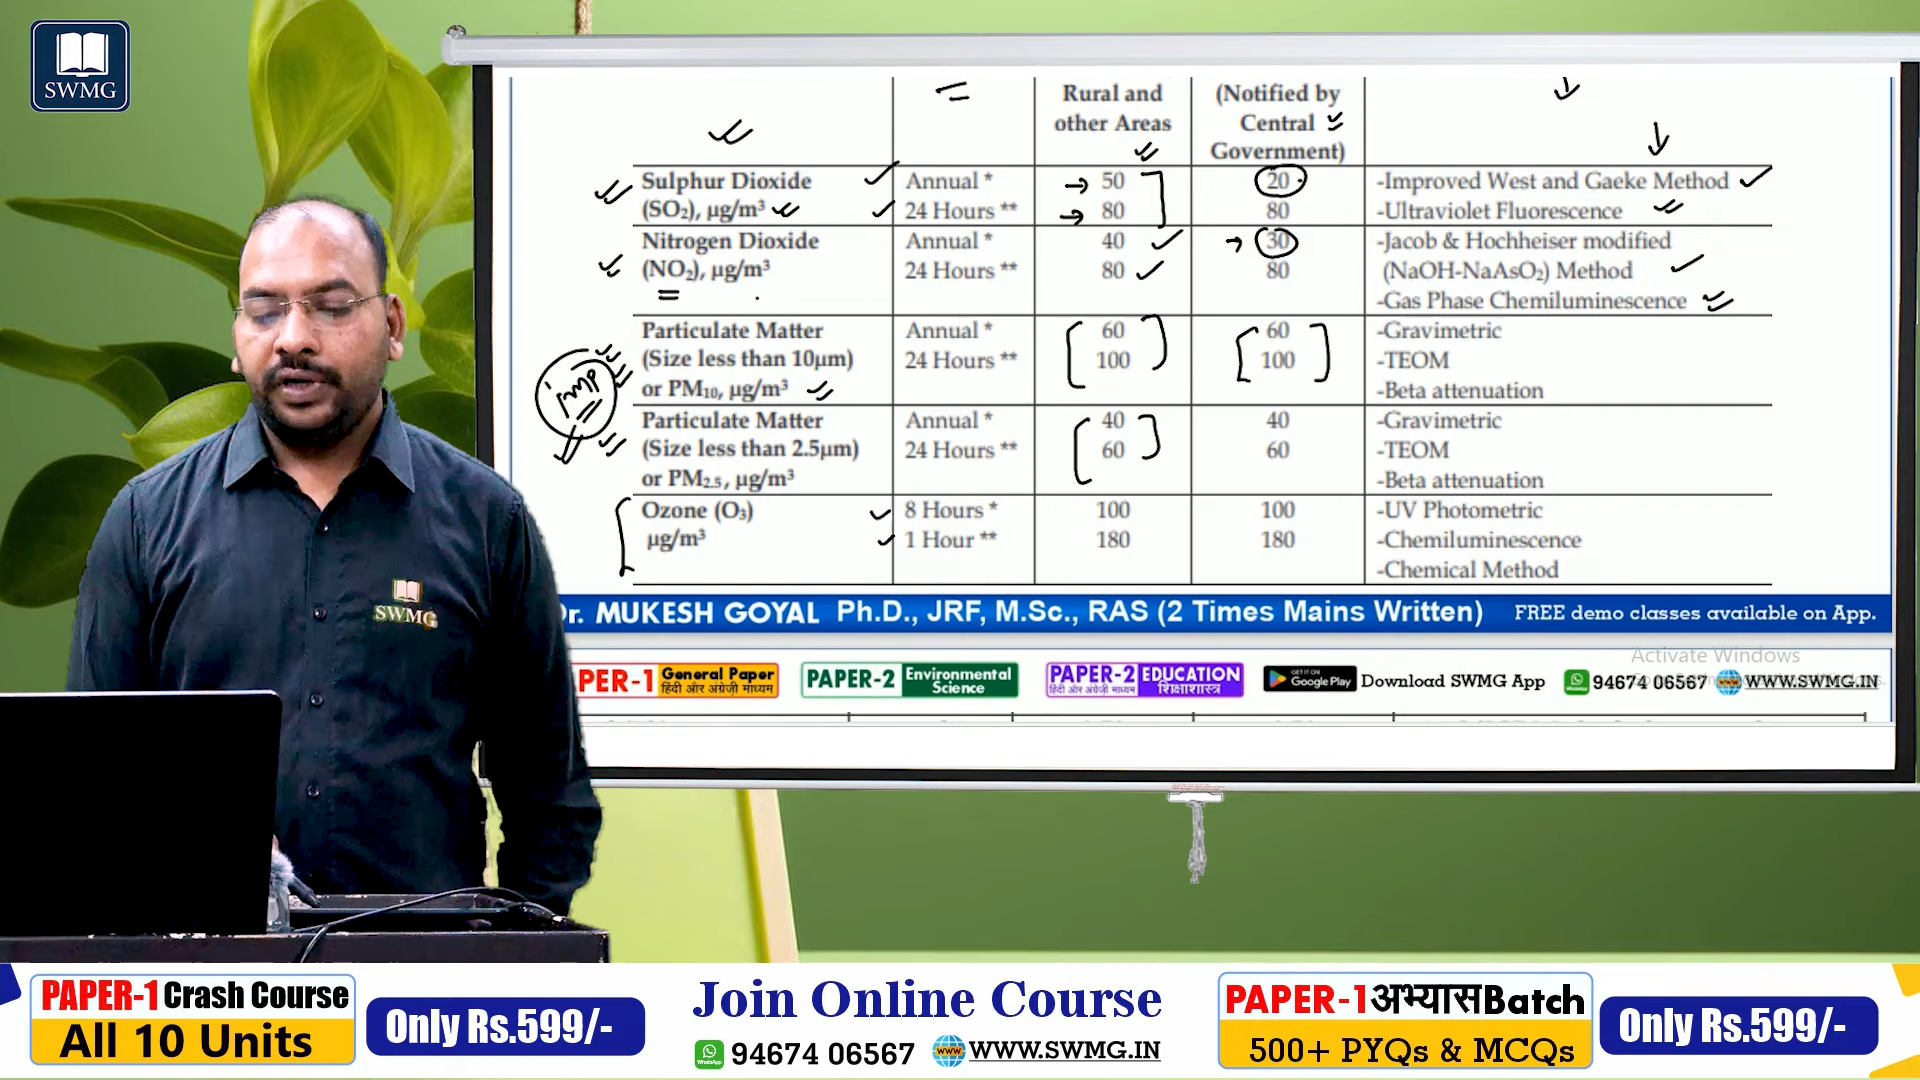 SWMG
Rural and
other Areas
(Notified by
Central
Government)
Sulphur Dioxide
(SO₂), µg/m³
Annual *
24 Hours **
50
80
20
80
-Improved West and Gaeke Method
-Ultraviolet Fluorescence
Nitrogen Dioxide
(NO₂), µg/m³
Annual *
24 Hours **
40
80
30
80
-Jacob & Hochheiser modified
(NaOH-NaAsO₂) Method
-Gas Phase Chemiluminescence
imp
Particulate Matter
(Size less than 10µm)
or PM₁₀, µg/m³
Annual *
24 Hours **
60
100
60
100
-Gravimetric
-TEOM
-Beta attenuation
Particulate Matter
(Size less than 2.5µm)
or PM₂.₅, µg/m³
Annual *
24 Hours **
40
60
40
60
-Gravimetric
-TEOM
-Beta attenuation
Ozone (O₃)
µg/m³
8 Hours *
1 Hour **
100
180
100
180
-UV Photometric
-Chemiluminescence
-Chemical Method
SWMG
Dr. MUKESH GOYAL Ph.D., JRF, M.Sc., RAS (2 Times Mains Written) FREE demo classes available on App.
Activate Windows
PER-1 General Paper
हिंदी और अंग्रेजी माध्यम
PAPER-2 Environmental Science
PAPER-2 EDUCATION
हिंदी और अंग्रेजी माध्यम शिक्षाशास्त्र
GET IT ON
Google Play
Download SWMG App
WhatsApp
94674 06567 WWW.SWMG.IN
PAPER-1 Crash Course
All 10 Units
Only Rs.599/-
Join Online Course
WhatsApp
94674 06567 WWW.SWMG.IN
PAPER-1 अभ्यास Batch
500+ PYQs & MCQs
Only Rs.599/-